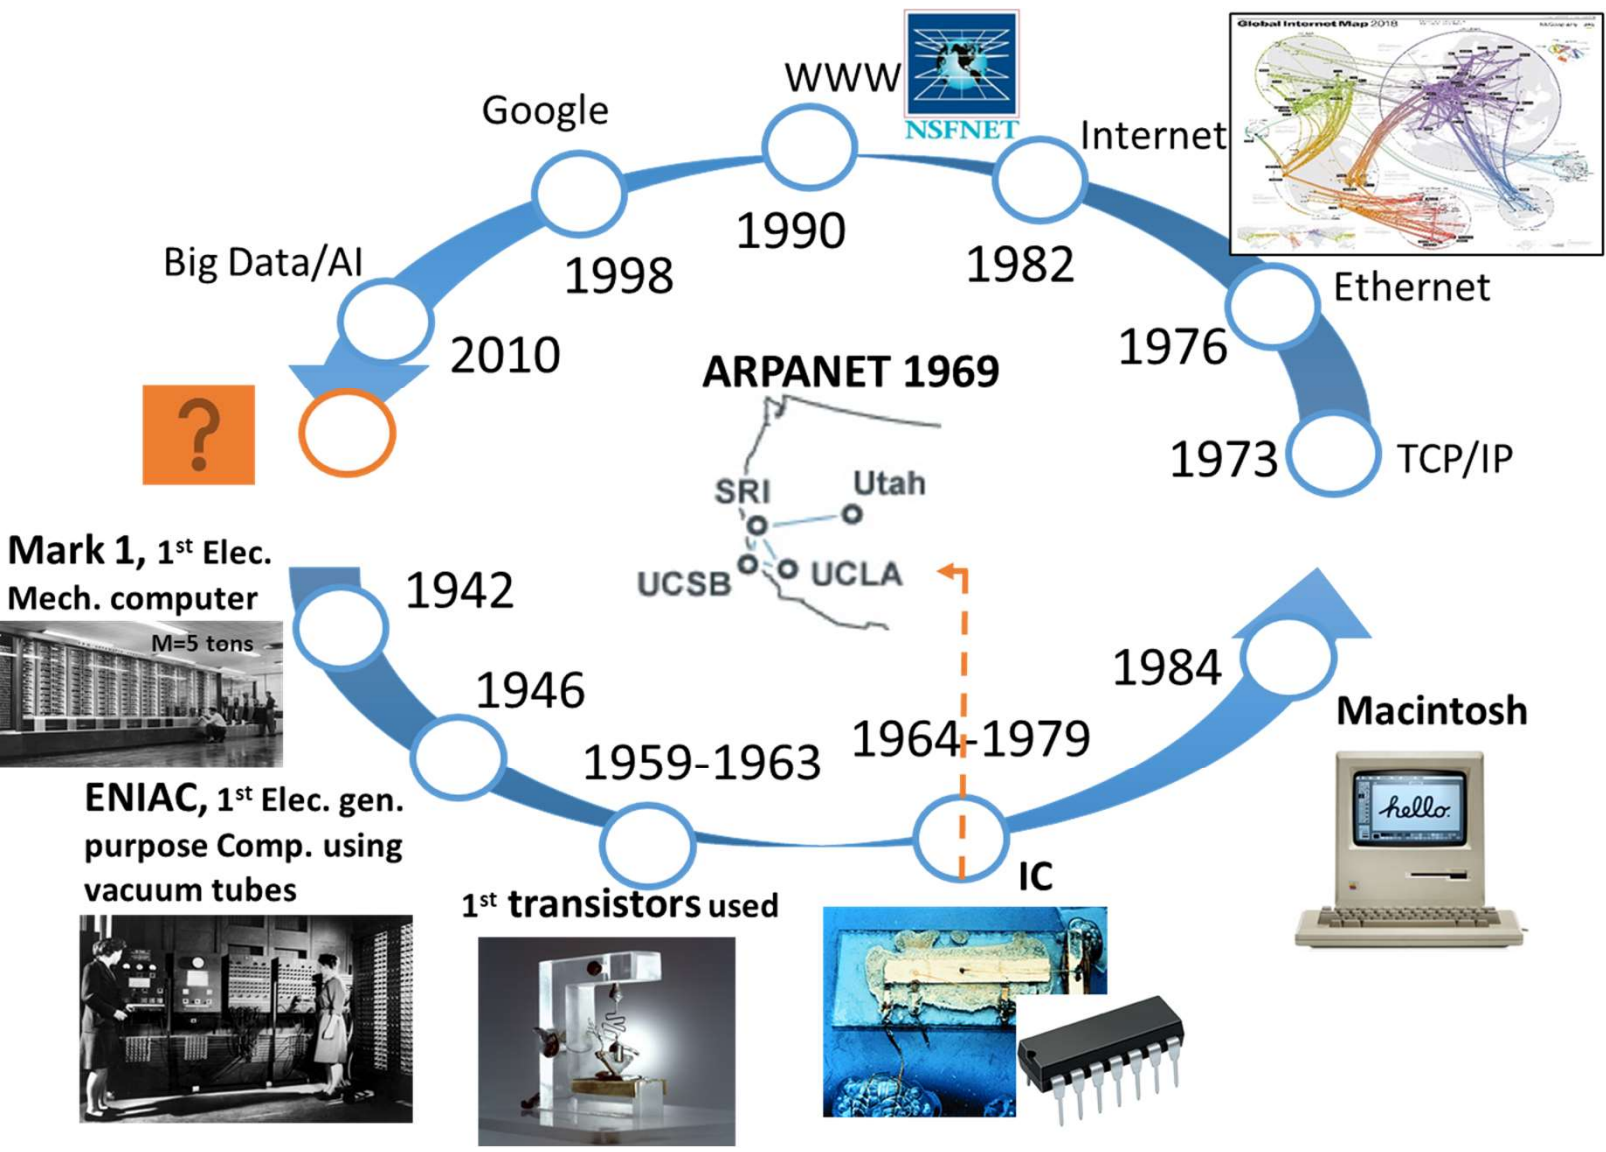 WWW
NSFNET
Global Internet Map 2018
Google
Internet
1990
1982
1998
Big Data/AI
Ethernet
2010
1976
ARPANET 1969
?
1973
TCP/IP
SRI
Utah
UCSB
UCLA
Mark 1, 1st Elec.
Mech. computer
M=5 tons
1942
1946
1984
Macintosh
hello.
1959-1963
1964-1979
ENIAC, 1st Elec. gen.
purpose Comp. using
vacuum tubes
1st transistors used
IC